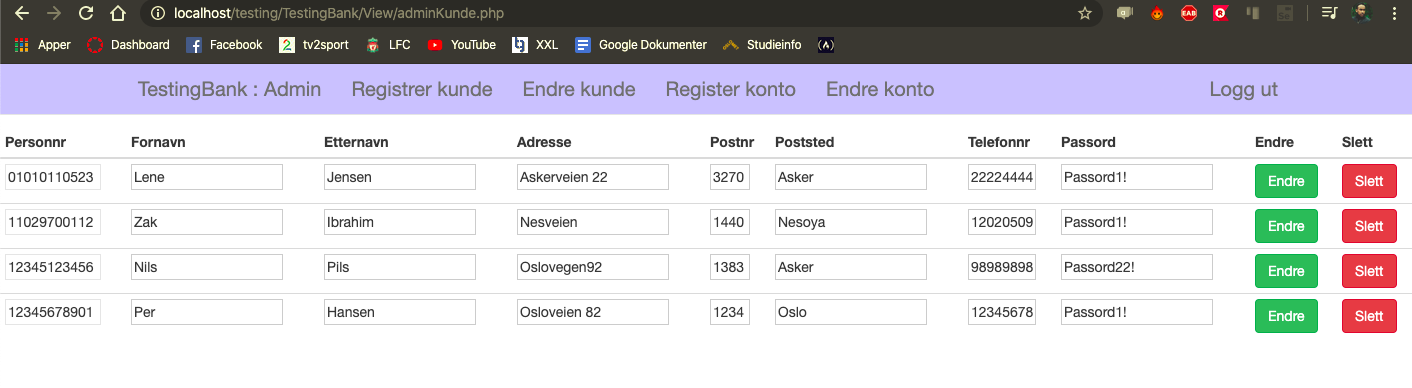 localhost/testing/TestingBank/View/adminKunde.php
Apper Dashboard Facebook 2 tv2sport LFC YouTube XXL Google Dokumenter Studieinfo
TestingBank : Admin Registrer kunde Endre kunde Register konto Endre konto Logg ut
Personnr Fornavn Etternavn Adresse Postnr Poststed Telefonnr Passord Endre Slett
01010110523 Lene Jensen Askerveien 22 3270 Asker 22224444 Passord1! Endre Slett
11029700112 Zak Ibrahim Nesveien 1440 Nesoya 12020509 Passord1! Endre Slett
12345123456 Nils Pils Oslovegen92 1383 Asker 98989898 Passord22! Endre Slett
12345678901 Per Hansen Osloveien 82 1234 Oslo 12345678 Passord1! Endre Slett